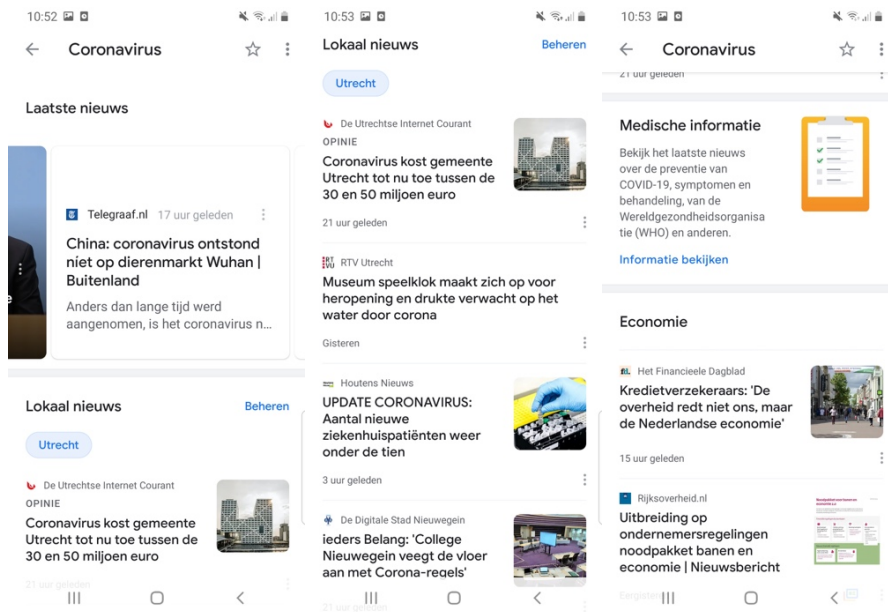 10:52
Coronavirus
Laatste nieuws
Telegraaf.nl 17 uur geleden
China: coronavirus ontstond
níet op dierenmarkt Wuhan |
Buitenland
Anders dan lange tijd werd
aangenomen, is het coronavirus n...
Lokaal nieuws Beheren
Utrecht
De Utrechtse Internet Courant
OPINIE
Coronavirus kost gemeente
Utrecht tot nu toe tussen de
30 en 50 miljoen euro
21 uur geleden
10:53
Lokaal nieuws Beheren
Utrecht
De Utrechtse Internet Courant
OPINIE
Coronavirus kost gemeente
Utrecht tot nu toe tussen de
30 en 50 miljoen euro
21 uur geleden
RTV Utrecht
Museum speelklok maakt zich op voor
heropening en drukte verwacht op het
water door corona
Gisteren
Houtens Nieuws
UPDATE CORONAVIRUS:
Aantal nieuwe
ziekenhuispatiënten weer
onder de tien
3 uur geleden
De Digitale Stad Nieuwegein
ieders Belang: 'College
Nieuwegein veegt de vloer
aan met Corona-regels'
21 uur geleden
10:53
Coronavirus
21 uur geleden
Medische informatie
Bekijk het laatste nieuws
over de preventie van
COVID-19, symptomen en
behandeling, van de
Wereldgezondheidsorganisa
tie (WHO) en anderen.
Informatie bekijken
Economie
Het Financieele Dagblad
Kredietverzekeraars: 'De
overheid redt niet ons, maar
de Nederlandse economie'
15 uur geleden
Rijksoverheid.nl
Uitbreiding op
ondernemersregelingen
noodpakket banen en
economie | Nieuwsbericht
Eergisteren